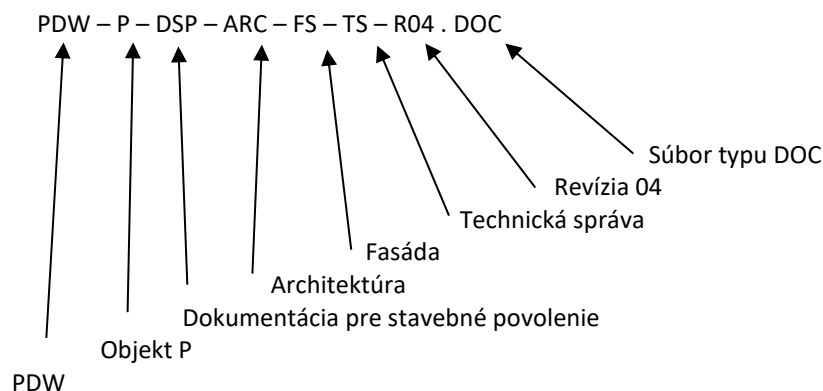 PDW – P – DSP – ARC – FS – TS – R04 . DOC
Súbor typu DOC
Revízia 04
Technická správa
Fasáda
Architektúra
Dokumentácia pre stavebné povolenie
Objekt P
PDW